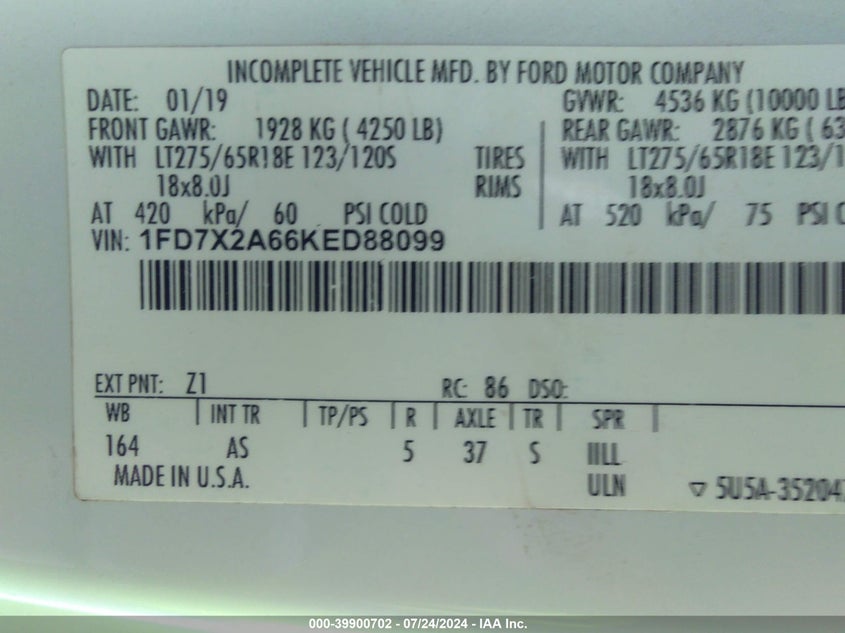 INCOMPLETE VEHICLE MFD. BY FORD MOTOR COMPANY
DATE: 01/19 GVWR: 4536 KG (10000 LB
FRONT GAWR: 1928 KG ( 4250 LB) REAR GAWR: 2876 KG ( 63
WITH LT275/65R18E 123/120S TIRES WITH LT275/65R18E 123/1
18x8.0J RIMS 18x8.0J
AT 420 kPa/ 60 PSI COLD AT 520 kPa/ 75 PSI C
VIN: 1FD7X2A66KED88099
EXT PNT: Z1 RC: 86 DSO:
WB INT TR TP/PS R AXLE TR SPR
164 AS 5 37 S IIILL
MADE IN U.S.A. ULN ▽ 5U5A-35204
000-39900702 - 07/24/2024 - IAA Inc.